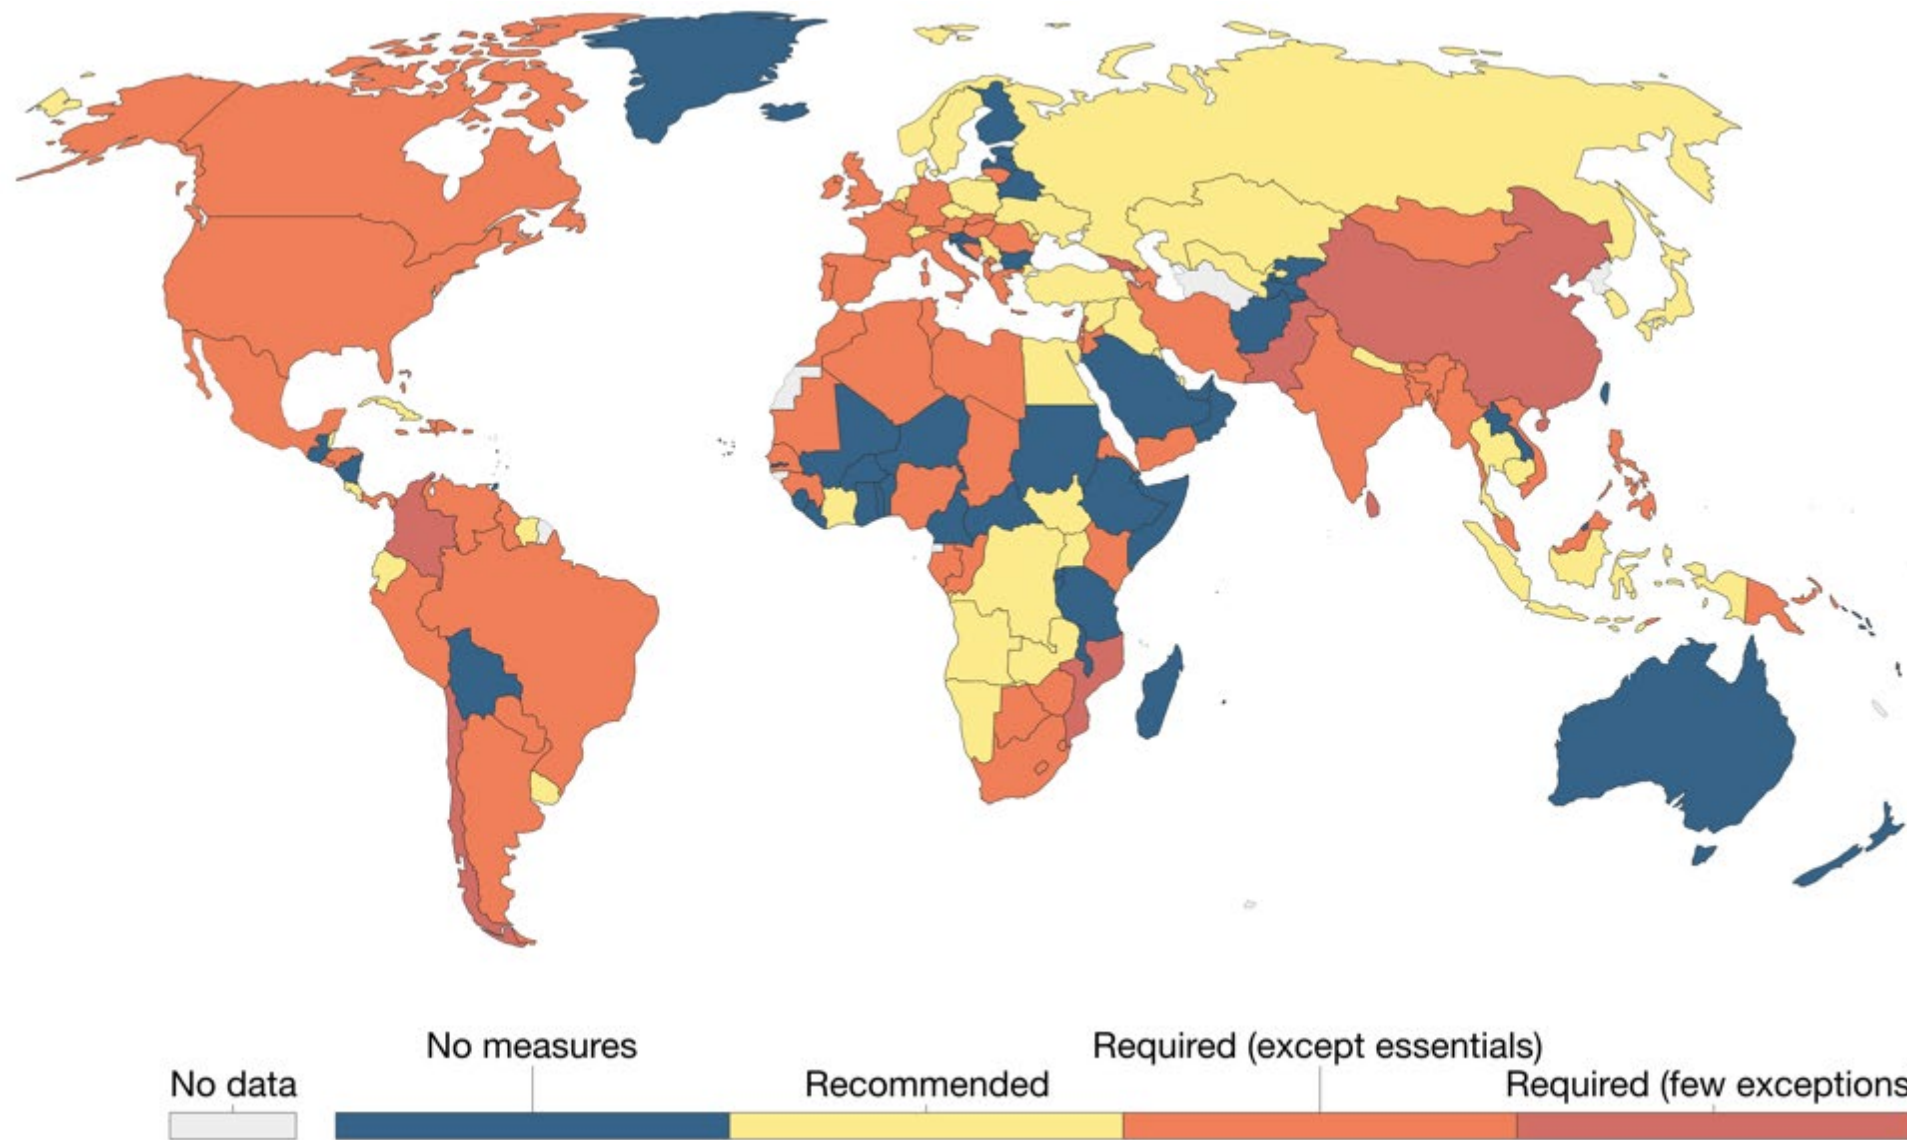 No measures
Required (except essentials)
No data
Recommended
Required (few exceptions